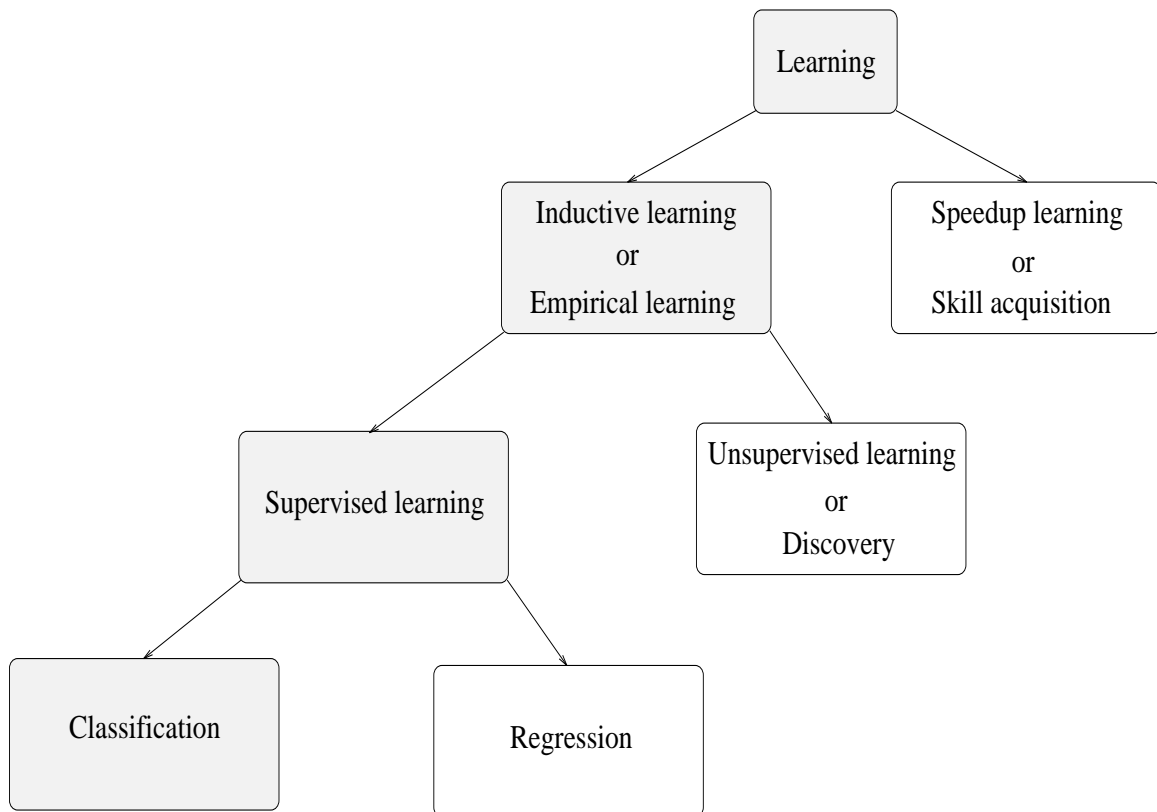 Learning
Inductive learning
or
Empirical learning
Speedup learning
or
Skill acquisition
Supervised learning
Unsupervised learning
or
Discovery
Classification
Regression